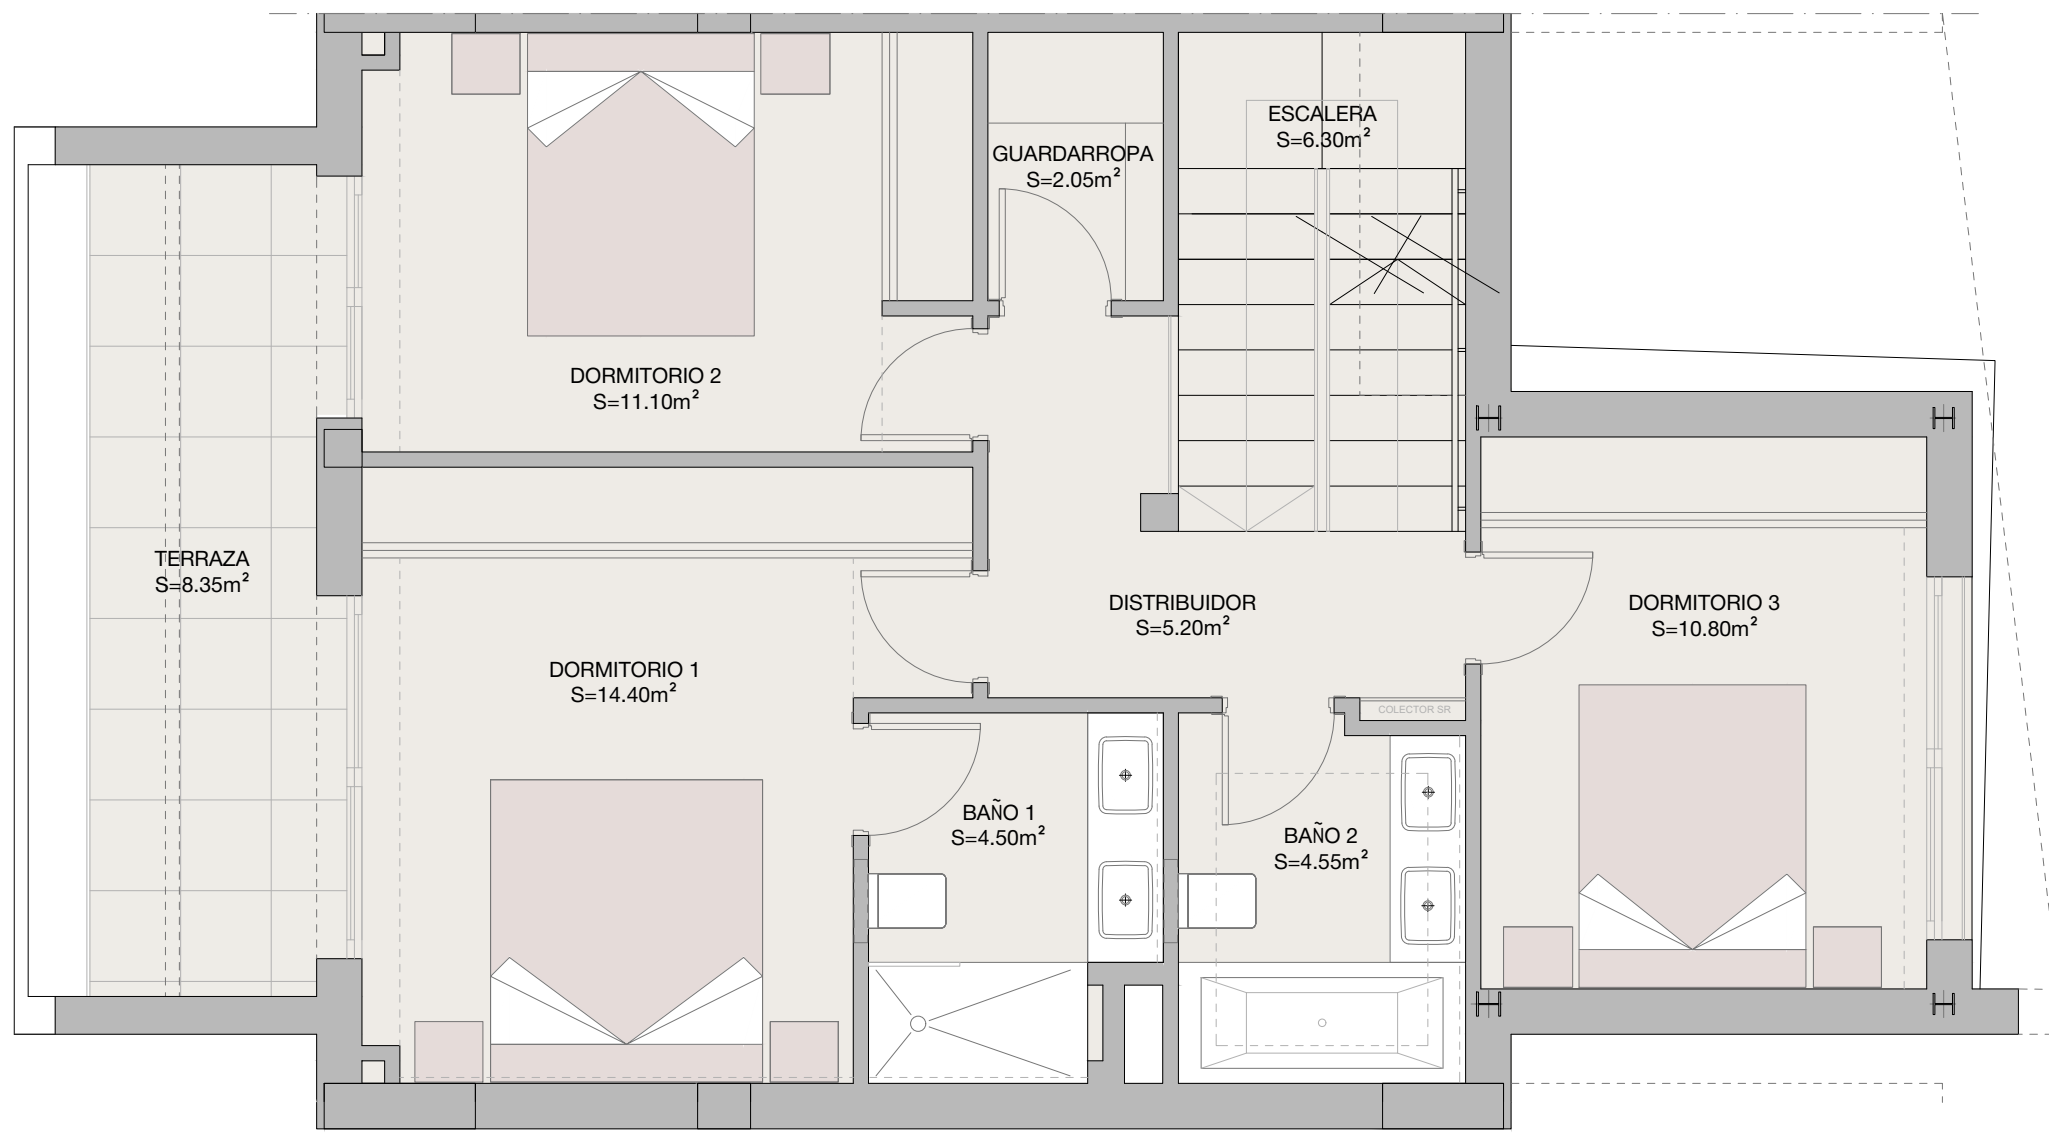 ESCALERA
S=6.30m²
GUARDARROPA
S=2.05m²
DORMITORIO 2
S=11.10m²
TERRAZA
S=8.35m²
DISTRIBUIDOR
S=5.20m²
DORMITORIO 3
S=10.80m²
DORMITORIO 1
S=14.40m²
COLECTOR SR
BAÑO 1
S=4.50m²
BAÑO 2
S=4.55m²